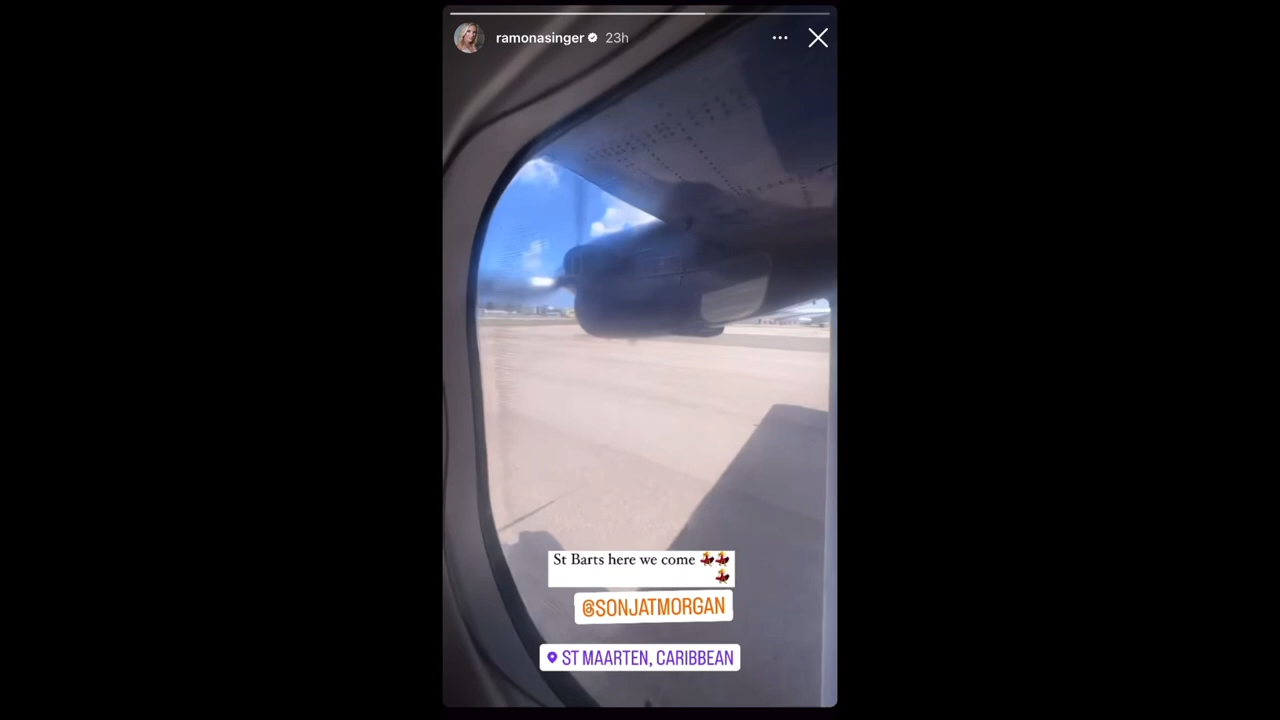 ramonasinger 23h
St Barts here we come 💃💃
💃
@SONJATMORGAN
ST MAARTEN, CARIBBEAN